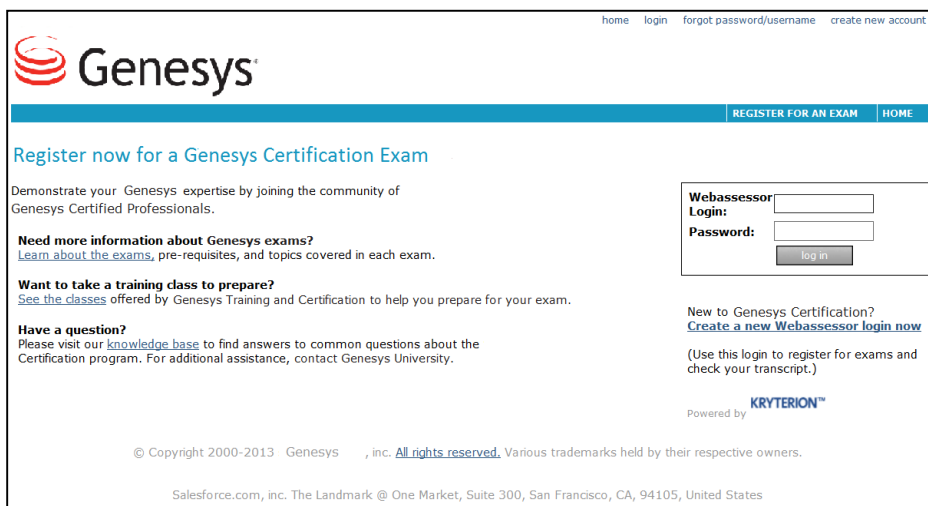 home login forgot password/username create new account
Genesys
REGISTER FOR AN EXAM HOME
Register now for a Genesys Certification Exam
Demonstrate your Genesys expertise by joining the community of
Genesys Certified Professionals.
Need more information about Genesys exams?
Learn about the exams, pre-requisites, and topics covered in each exam.
Want to take a training class to prepare?
See the classes offered by Genesys Training and Certification to help you prepare for your exam.
Have a question?
Please visit our knowledge base to find answers to common questions about the
Certification program. For additional assistance, contact Genesys University.
Webassessor
Login:
Password:
log in
New to Genesys Certification?
Create a new Webassessor login now
(Use this login to register for exams and
check your transcript.)
Powered by KRYTERION™
© Copyright 2000-2013 Genesys , inc. All rights reserved. Various trademarks held by their respective owners.
Salesforce.com, inc. The Landmark @ One Market, Suite 300, San Francisco, CA, 94105, United States